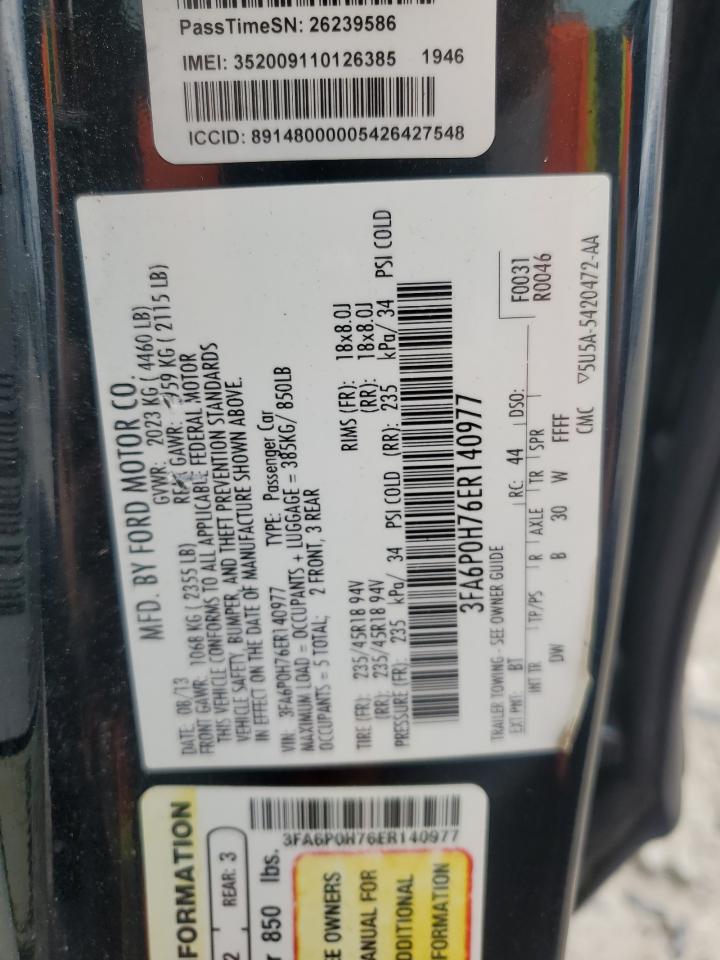 PassTimeSN: 26239586
IMEI: 352009110126385 1946
ICCID: 89148000005426427548
MFD. BY FORD MOTOR CO.
DATE: 08/13 GVWR: 2023 KG ( 4460 LB)
FRONT GAWR: 1068 KG ( 2355 LB) REAR GAWR: 959 KG ( 2115 LB)
THIS VEHICLE CONFORMS TO ALL APPLICABLE FEDERAL MOTOR
VEHICLE SAFETY, BUMPER, AND THEFT PREVENTION STANDARDS
IN EFFECT ON THE DATE OF MANUFACTURE SHOWN ABOVE.
VIN: 3FA6P0H76ER140977 TYPE: Passenger Car
MAXIMUM LOAD = OCCUPANTS + LUGGAGE = 385KG/ 850LB
OCCUPANTS = 5 TOTAL: 2 FRONT, 3 REAR
TIRE (FR): 235/45R18 94V RIMS (FR): 18x8.0J
(RR): 235/45R18 94V (RR): 18x8.0J
PRESSURE (FR): 235 kPa/ 34 PSI COLD (RR): 235 kPa/ 34 PSI COLD
3FA6P0H76ER140977
TRAILER TOWING - SEE OWNER GUIDE F0031
EXT PNT: BT RC: 44 DSO: R0046
INT TR TP/PS R AXLE TR SPR
DW B 30 W FFFF
CMC ▽5U5A-5420472-AA
FORMATION
2 REAR: 3
r 850 lbs.
3FA6P0H76ER140977
EE OWNERS
ANUAL FOR
DDITIONAL
FORMATION